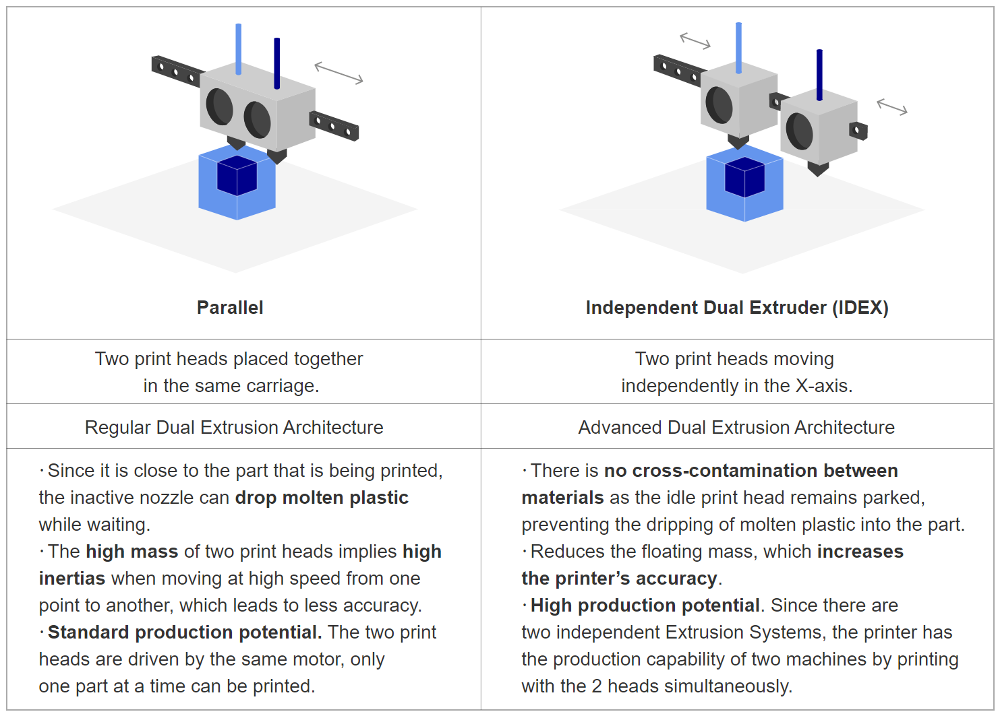 Parallel
Independent Dual Extruder (IDEX)
Two print heads placed together
in the same carriage.
Two print heads moving
independently in the X-axis.
Regular Dual Extrusion Architecture
Advanced Dual Extrusion Architecture
· Since it is close to the part that is being printed,
the inactive nozzle can drop molten plastic
while waiting.
· The high mass of two print heads implies high
inertias when moving at high speed from one
point to another, which leads to less accuracy.
· Standard production potential. The two print
heads are driven by the same motor, only
one part at a time can be printed.
· There is no cross-contamination between
materials as the idle print head remains parked,
preventing the dripping of molten plastic into the part.
· Reduces the floating mass, which increases
the printer’s accuracy.
· High production potential. Since there are
two independent Extrusion Systems, the printer has
the production capability of two machines by printing
with the 2 heads simultaneously.